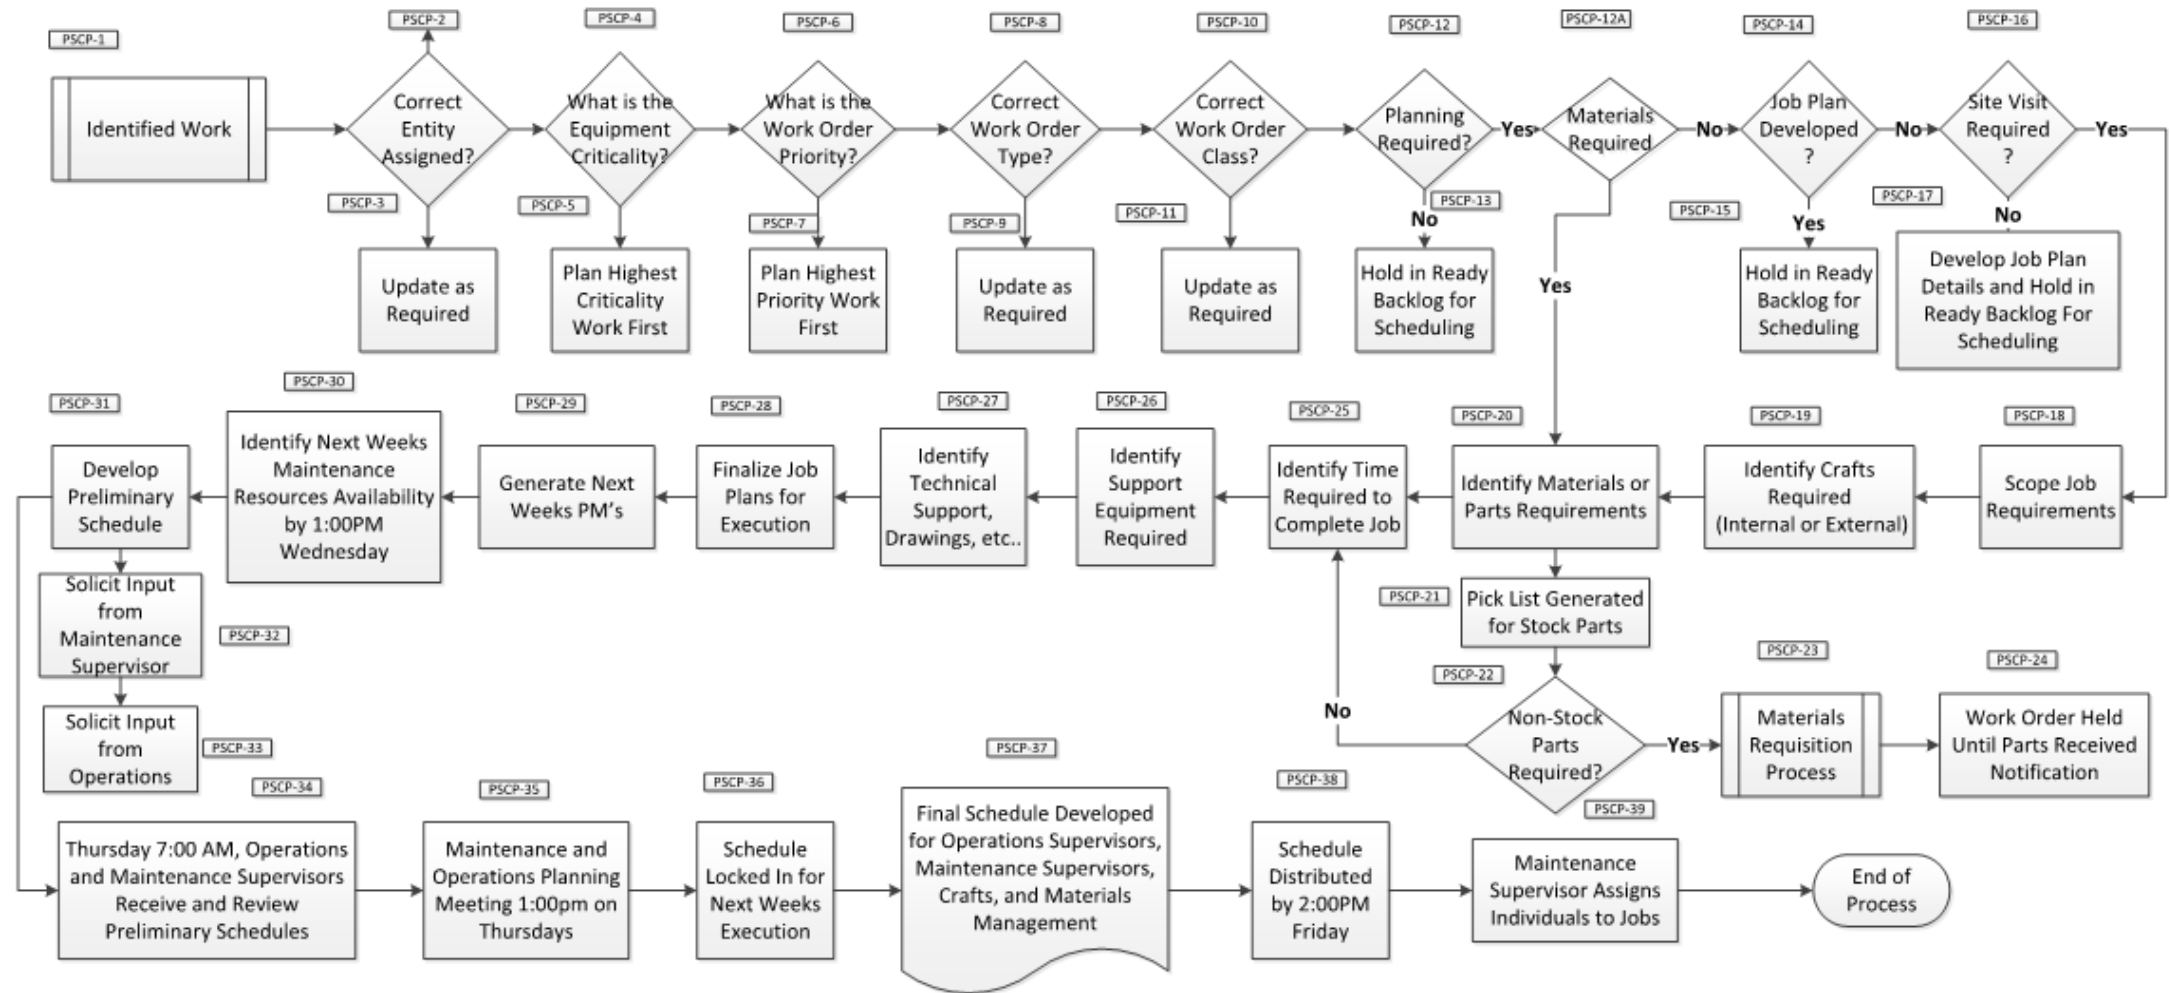 PSCP-1
PSCP-2
PSCP-4
PSCP-6
PSCP-8
PSCP-10
PSCP-12
PSCP-12A
PSCP-14
PSCP-16
Identified Work
Correct
Entity
Assigned?
What is the
Equipment
Criticality?
What is the
Work Order
Priority?
Correct
Work Order
Type?
Correct
Work Order
Class?
Planning
Required?
Yes
Materials
Required
No
Job Plan
Developed
?
No
Site Visit
Required
?
Yes
PSCP-3
PSCP-5
PSCP-7
PSCP-9
PSCP-11
PSCP-13
No
PSCP-15
Yes
PSCP-17
No
Update as
Required
Plan Highest
Criticality
Work First
Plan Highest
Priority Work
First
Update as
Required
Update as
Required
Hold in Ready
Backlog for
Scheduling
Yes
Hold in Ready
Backlog for
Scheduling
Develop Job Plan
Details and Hold in
Ready Backlog For
Scheduling
PSCP-31
PSCP-30
PSCP-29
PSCP-28
PSCP-27
PSCP-26
PSCP-25
PSCP-20
PSCP-19
PSCP-18
Develop
Preliminary
Schedule
Identify Next Weeks
Maintenance
Resources Availability
by 1:00PM
Wednesday
Generate Next
Weeks PM's
Finalize Job
Plans for
Execution
Identify
Technical
Support,
Drawings, etc..
Identify
Support
Equipment
Required
Identify Time
Required to
Complete Job
Identify Materials or
Parts Requirements
Identify Crafts
Required
(Internal or External)
Scope Job
Requirements
Solicit Input
from
Maintenance
Supervisor
PSCP-32
PSCP-21
Pick List Generated
for Stock Parts
PSCP-22
PSCP-23
PSCP-24
Solicit Input
from
Operations
PSCP-33
No
Non-Stock
Parts
Required?
Yes
Materials
Requisition
Process
Work Order Held
Until Parts Received
Notification
PSCP-34
PSCP-35
PSCP-36
PSCP-37
PSCP-38
PSCP-39
Thursday 7:00 AM, Operations
and Maintenance Supervisors
Receive and Review
Preliminary Schedules
Maintenance and
Operations Planning
Meeting 1:00pm on
Thursdays
Schedule
Locked In for
Next Weeks
Execution
Final Schedule Developed
for Operations Supervisors,
Maintenance Supervisors,
Crafts, and Materials
Management
Schedule
Distributed
by 2:00PM
Friday
Maintenance
Supervisor Assigns
Individuals to Jobs
End of
Process